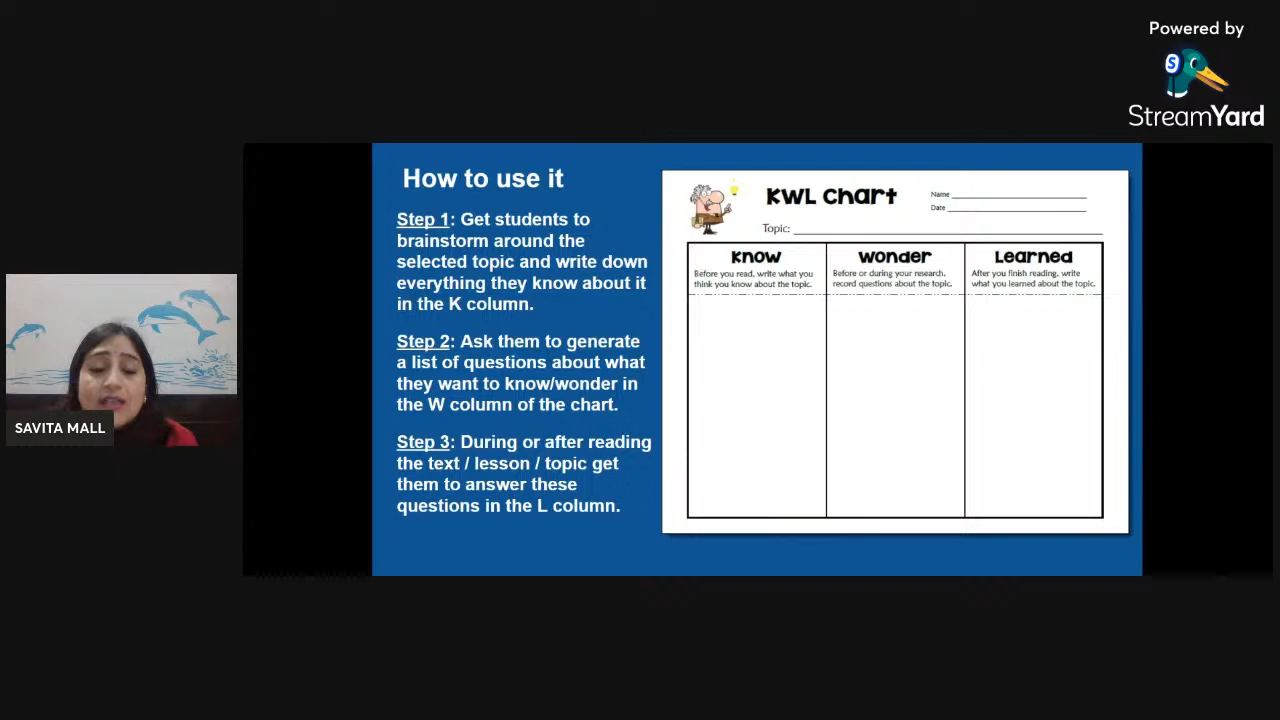 Powered by
StreamYard
How to use it
Step 1: Get students to
brainstorm around the
selected topic and write down
everything they know about it
in the K column.
Step 2: Ask them to generate
a list of questions about what
they want to know/wonder in
the W column of the chart.
Step 3: During or after reading
the text / lesson / topic get
them to answer these
questions in the L column.
KWL Chart
Name
Date
Topic:
Know
Before you read, write what you
think you know about the topic.
Wonder
Before or during your research,
record questions about the topic.
Learned
After you finish reading, write
what you learned about the topic.
SAVITA MALL